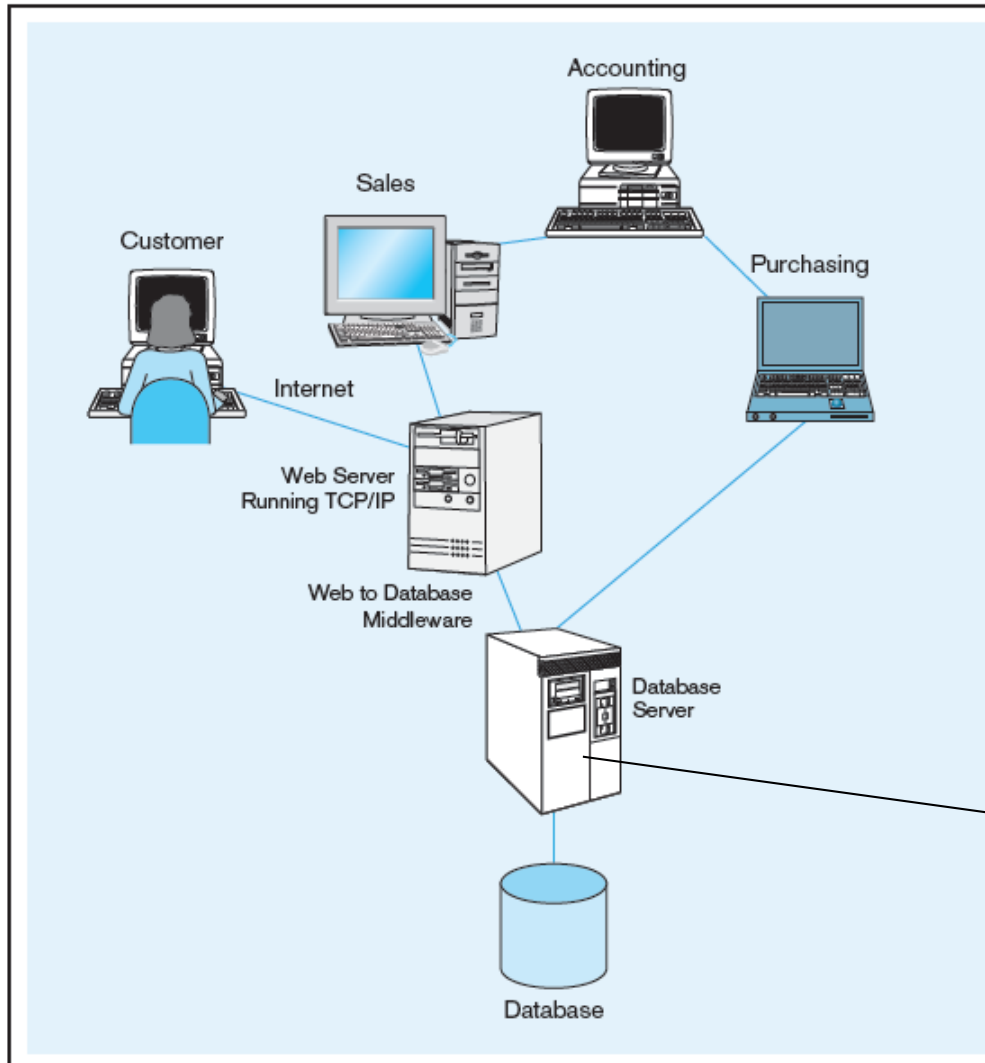 Accounting
Sales
Customer
Purchasing
Internet
Web Server
Running TCP/IP
Web to Database
Middleware
Database
Server
Database